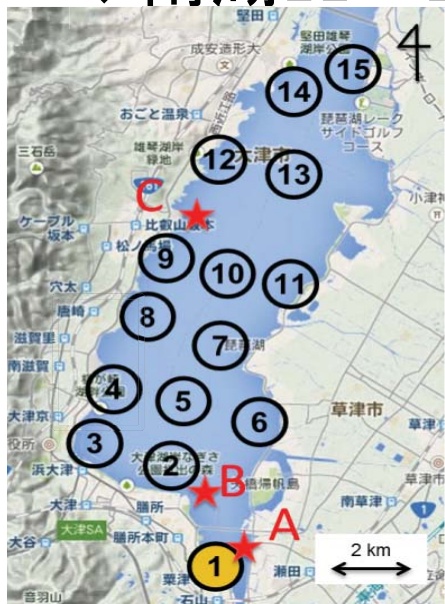 堅田
堅田雄琴
湖岸公園
成安造形大
15
14
おごと温泉
琵琶湖レーク
サイドゴルフ
コース
三石岳
雄琴湖岸
緑地
12
大津市
13
C
ケーブル
坂本
比叡山坂本
松ノ馬場
9
10
11
穴太
唐崎
8
滋賀里
7
琵琶湖
南滋賀
4
5
6
草津市
大津京
3
役所
2
浜大津
B
大津
膳所
南草津
1
大津SA
A
大谷
膳所本町
1
粟津
瀬田
石山
音羽山
2 km